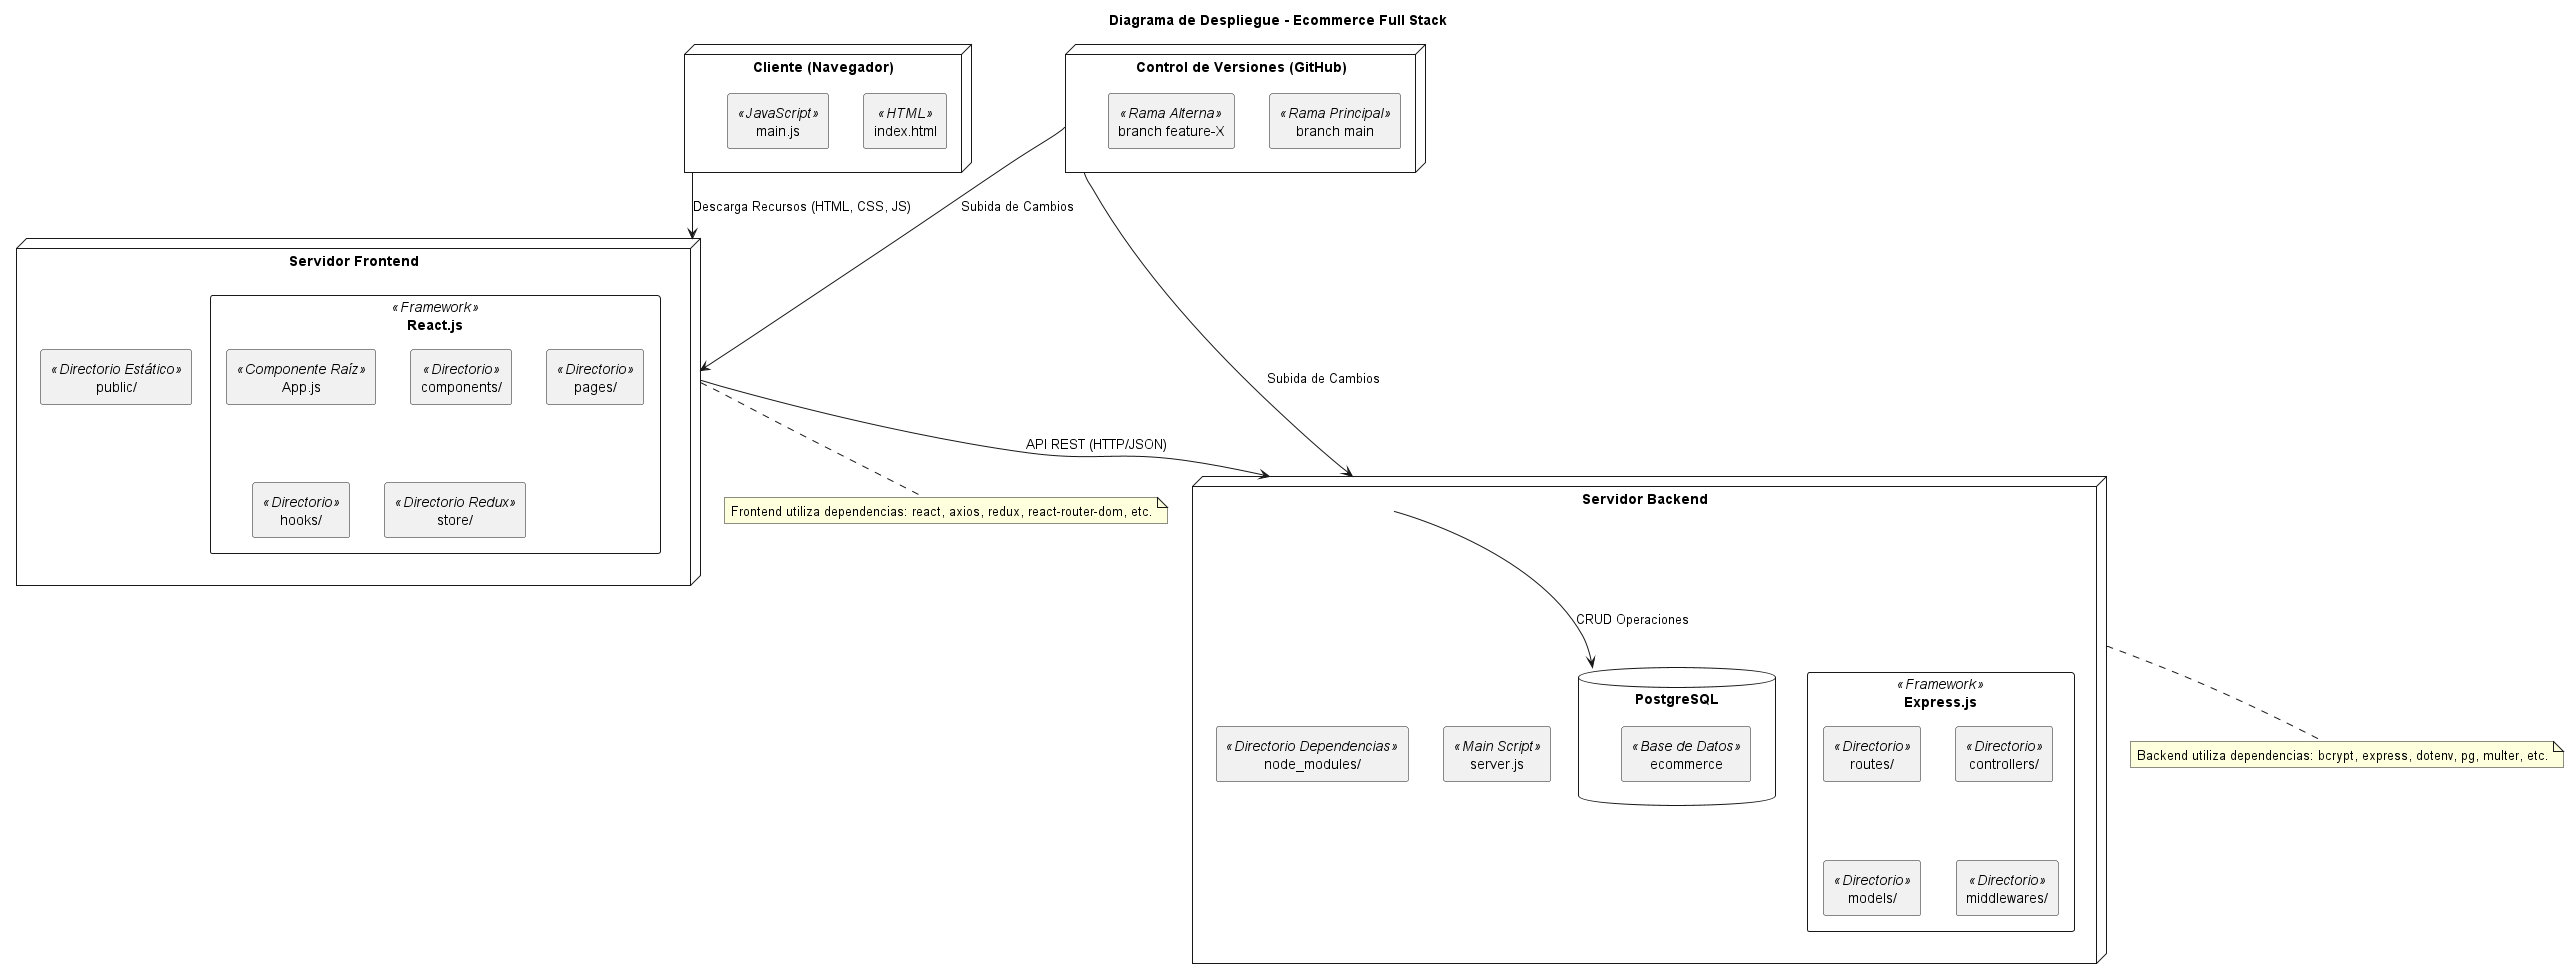 Diagrama de Despliegue - Ecommerce Full Stack
Cliente (Navegador)
«JavaScript»
main.js
«HTML»
index.html
Control de Versiones (GitHub)
«Rama Alterna»
branch feature-X
«Rama Principal»
branch main
Descarga Recursos (HTML, CSS, JS)
Subida de Cambios
Servidor Frontend
«Directorio Estático»
public/
«Framework»
React.js
«Componente Raíz»
App.js
«Directorio»
components/
«Directorio»
pages/
«Directorio»
hooks/
«Directorio Redux»
store/
Subida de Cambios
API REST (HTTP/JSON)
Frontend utiliza dependencias: react, axios, redux, react-router-dom, etc.
Servidor Backend
CRUD Operaciones
«Directorio Dependencias»
node_modules/
«Main Script»
server.js
PostgreSQL
«Base de Datos»
ecommerce
«Framework»
Express.js
«Directorio»
routes/
«Directorio»
controllers/
«Directorio»
models/
«Directorio»
middlewares/
Backend utiliza dependencias: bcrypt, express, dotenv, pg, multer, etc.